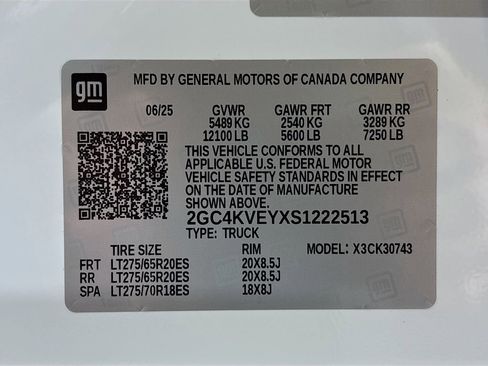 gm
MFD BY GENERAL MOTORS OF CANADA COMPANY
06/25 GVWR GAWR FRT GAWR RR
5489 KG 2540 KG 3289 KG
12100 LB 5600 LB 7250 LB
THIS VEHICLE CONFORMS TO ALL
APPLICABLE U.S. FEDERAL MOTOR
VEHICLE SAFETY STANDARDS IN EFFECT
ON THE DATE OF MANUFACTURE
SHOWN ABOVE.
2GC4KVEYXS1222513
TYPE: TRUCK
TIRE SIZE RIM MODEL: X3CK30743
FRT LT275/65R20ES 20X8.5J
RR LT275/65R20ES 20X8.5J
SPA LT275/70R18ES 18X8J